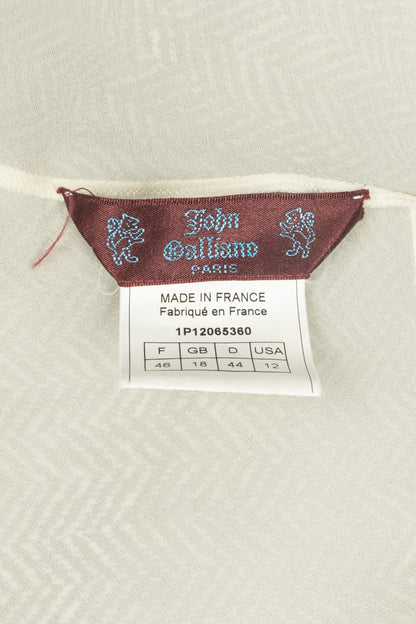 John
Galliano
PARIS
MADE IN FRANCE
Fabriqué en France
1P12065360
F GB D USA
46 18 44 12